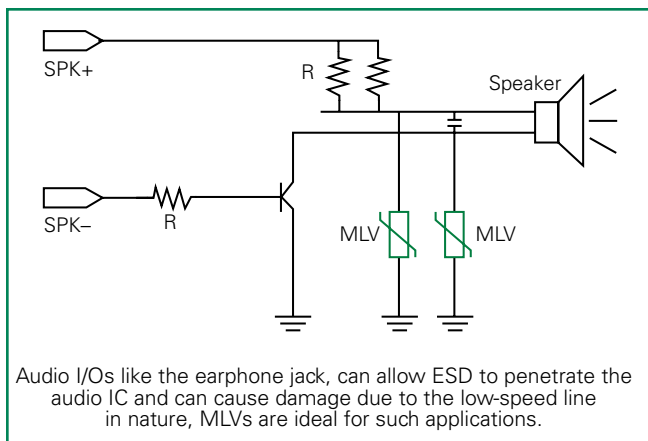 SPK+
R
Speaker
SPK–
R
MLV
MLV
Audio I/Os like the earphone jack, can allow ESD to penetrate the
audio IC and can cause damage due to the low-speed line
in nature, MLVs are ideal for such applications.